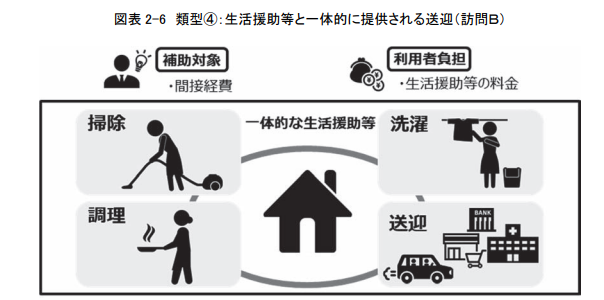 図表 2-6 類型④:生活援助等と一体的に提供される送迎(訪問B)
補助対象
・間接経費
利用者負担
・生活援助等の料金
掃除
一体的な生活援助等
洗濯
調理
送迎
BANK